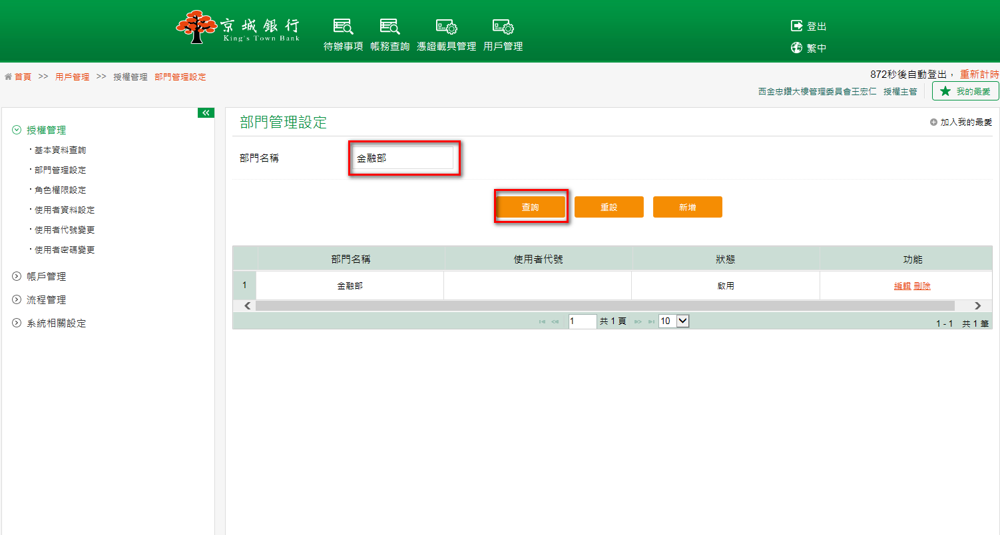 京城銀行
King's Town Bank
待辦事項 帳務查詢 憑證載具管理 用戶管理
登出
繁中
首頁 >> 用戶管理 >> 授權管理 部門管理設定
872秒後自動登出， 重新計時
西金忠鑽大樓管理委員會王宏仁 授權主管 我的最愛
授權管理
‧基本資料查詢
‧部門管理設定
‧角色權限設定
‧使用者資料設定
‧使用者代號變更
‧使用者密碼變更
帳戶管理
流程管理
系統相關設定
部門管理設定
加入我的最愛
部門名稱 金融部
查詢 重設 新增
部門名稱 使用者代號 狀態 功能
1 金融部 啟用 編輯 刪除
1 共 1 頁 10
1 - 1 共 1 筆